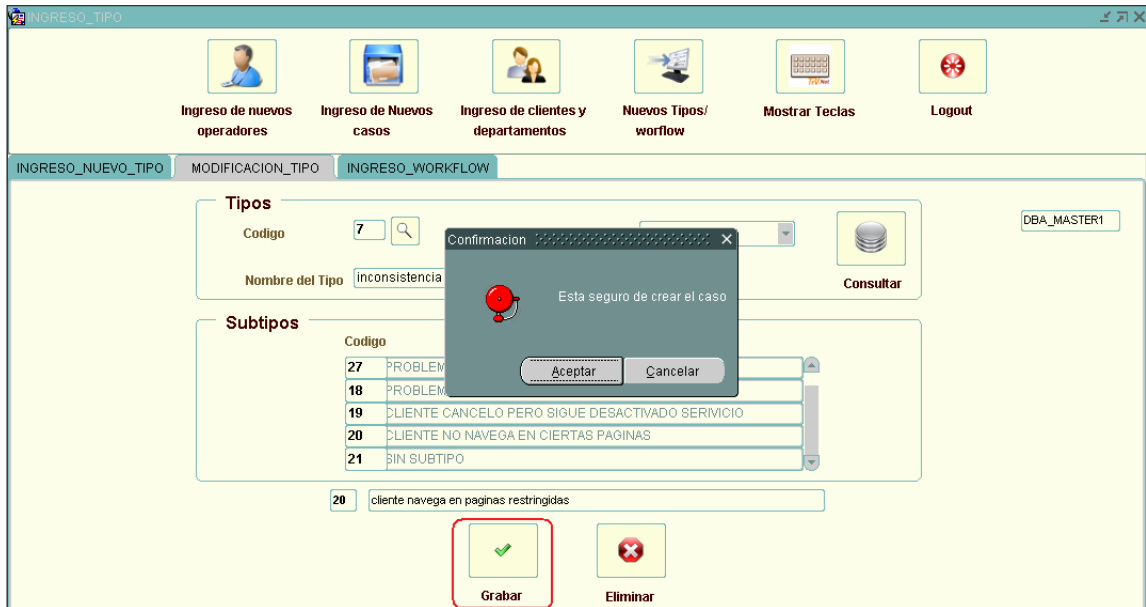 INGRESO_TIPO
Ingreso de nuevos operadores
Ingreso de Nuevos casos
Ingreso de clientes y departamentos
Nuevos Tipos/ worflow
Mostrar Teclas
Logout
INGRESO_NUEVO_TIPO MODIFICACION_TIPO INGRESO_WORKFLOW
Tipos
DBA_MASTER1
Codigo 7
Confirmacion
Nombre del Tipo inconsistencia
Consultar
Esta seguro de crear el caso
Aceptar Cancelar
Subtipos
Codigo
27
18
19 CLIENTE CANCELO PERO SIGUE DESACTIVADO SERIVICIO
20 CLIENTE NO NAVEGA EN CIERTAS PAGINAS
21 SIN SUBTIPO
20 cliente navega en paginas restringidas
Grabar Eliminar